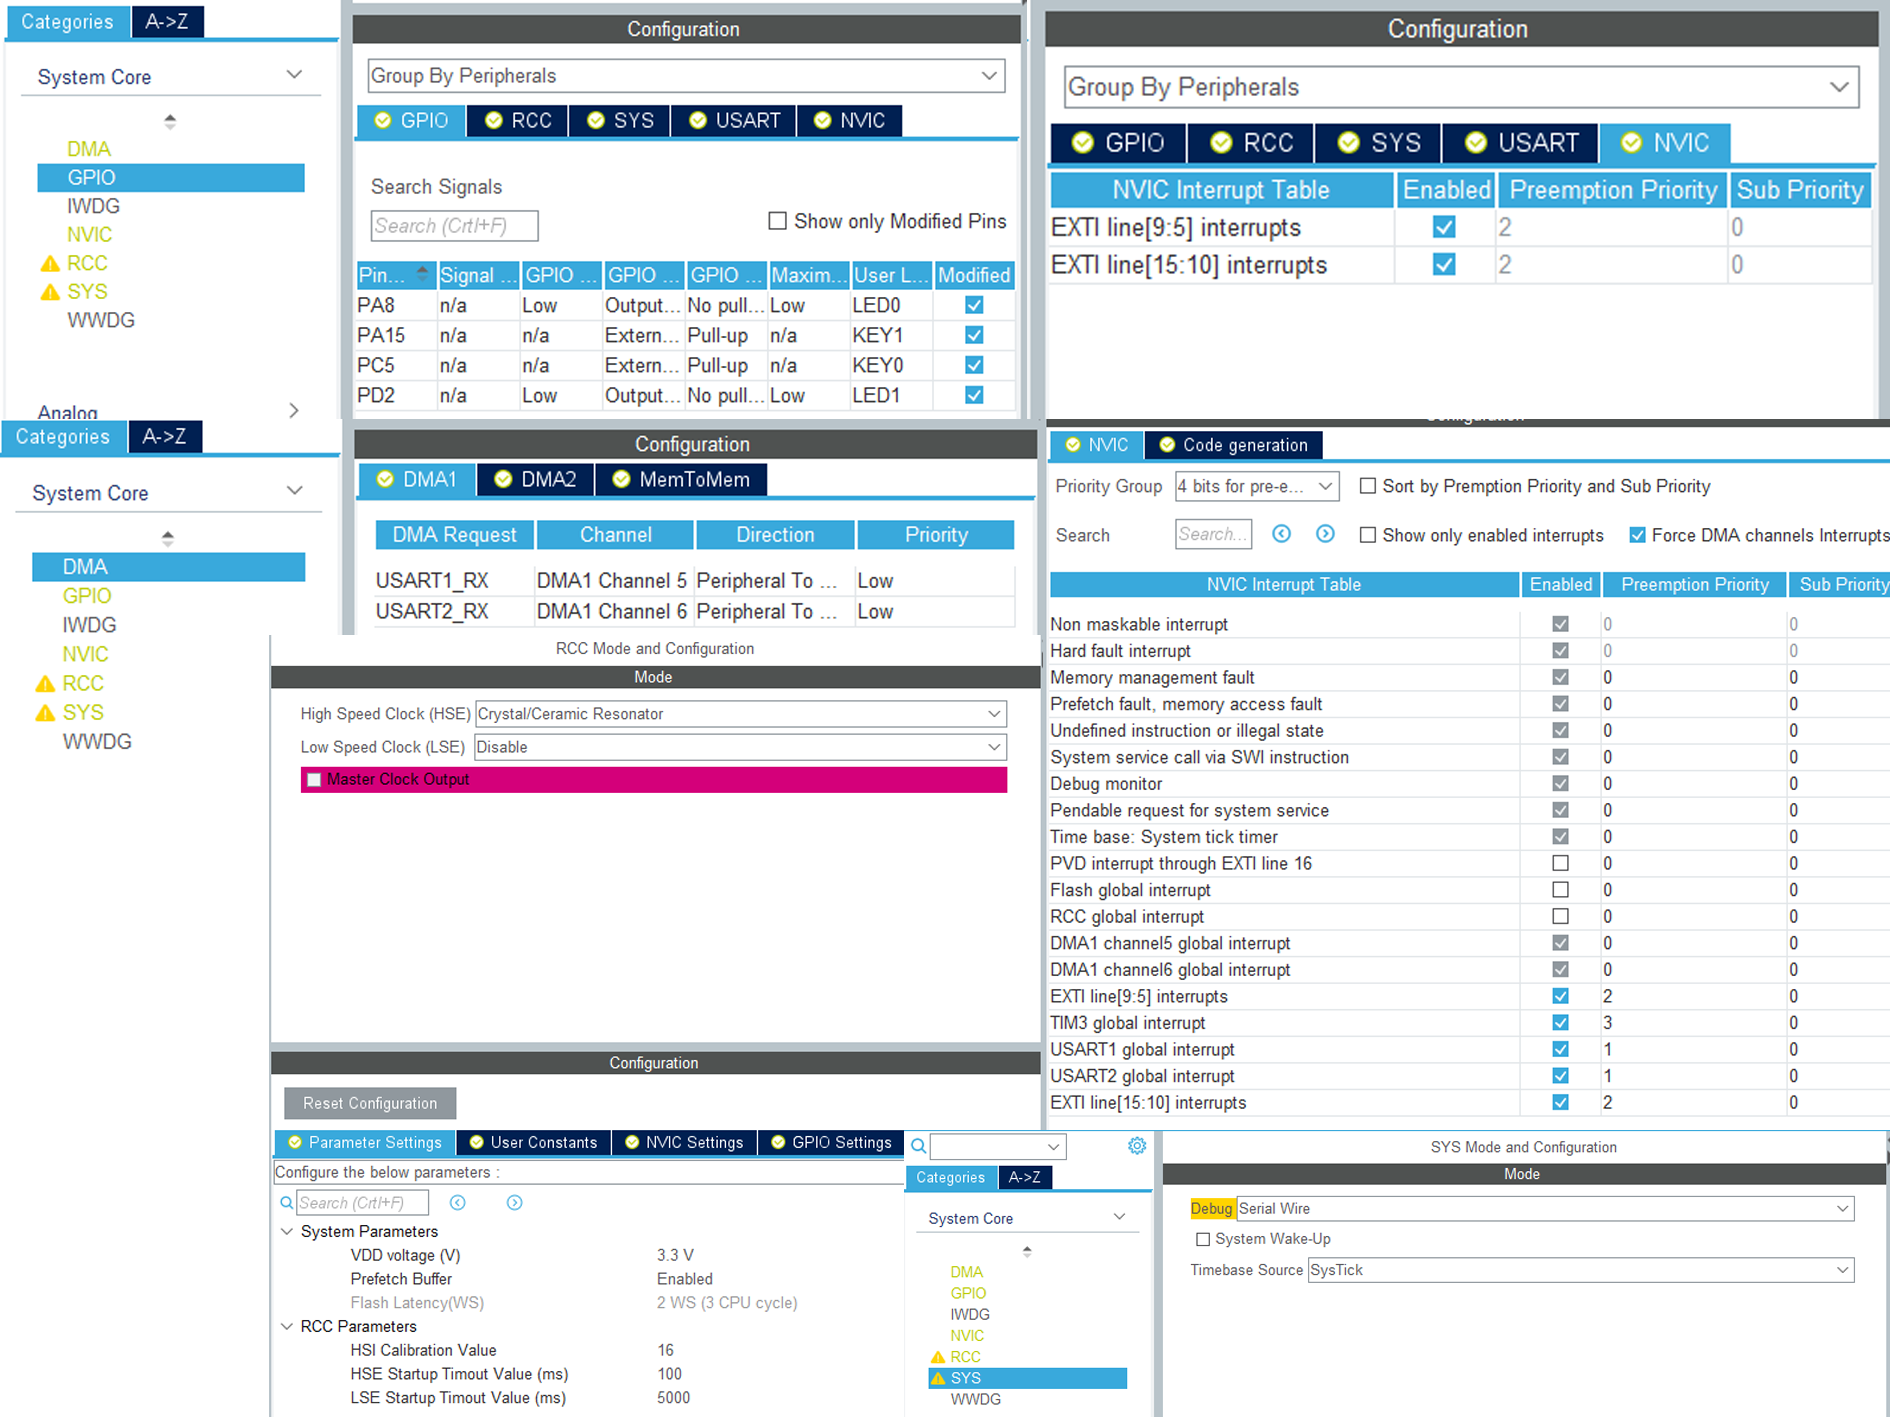 Categories A->Z
System Core
DMA
GPIO
IWDG
NVIC
RCC
SYS
WWDG
Analog
Configuration
Group By Peripherals
GPIO RCC SYS USART NVIC
Search Signals
Search (CrtI+F) Show only Modified Pins
Pin... Signal ... GPIO ... GPIO ... GPIO ... Maxim... User L... Modified
PA8 n/a Low Output... No pull... Low LED0
PA15 n/a n/a Extern... Pull-up n/a KEY1
PC5 n/a n/a Extern... Pull-up n/a KEY0
PD2 n/a Low Output... No pull... Low LED1
Configuration
Group By Peripherals
GPIO RCC SYS USART NVIC
NVIC Interrupt Table Enabled Preemption Priority Sub Priority
EXTI line[9:5] interrupts 2 0
EXTI line[15:10] interrupts 2 0
Categories A->Z
System Core
DMA
GPIO
IWDG
NVIC
RCC
SYS
WWDG
Configuration
DMA1 DMA2 MemToMem
DMA Request Channel Direction Priority
USART1_RX DMA1 Channel 5 Peripheral To ... Low
USART2_RX DMA1 Channel 6 Peripheral To ... Low
Configuration
NVIC Code generation
Priority Group 4 bits for pre-e... Sort by Premption Priority and Sub Priority
Search Search... Show only enabled interrupts Force DMA channels Interrupts
NVIC Interrupt Table Enabled Preemption Priority Sub Priority
Non maskable interrupt 0 0
Hard fault interrupt 0 0
Memory management fault 0 0
Prefetch fault, memory access fault 0 0
Undefined instruction or illegal state 0 0
System service call via SWI instruction 0 0
Debug monitor 0 0
Pendable request for system service 0 0
Time base: System tick timer 0 0
PVD interrupt through EXTI line 16 0 0
Flash global interrupt 0 0
RCC global interrupt 0 0
DMA1 channel5 global interrupt 0 0
DMA1 channel6 global interrupt 0 0
EXTI line[9:5] interrupts 2 0
TIM3 global interrupt 3 0
USART1 global interrupt 1 0
USART2 global interrupt 1 0
EXTI line[15:10] interrupts 2 0
RCC Mode and Configuration
Mode
High Speed Clock (HSE) Crystal/Ceramic Resonator
Low Speed Clock (LSE) Disable
Master Clock Output
Configuration
Reset Configuration
Parameter Settings User Constants NVIC Settings GPIO Settings
Configure the below parameters :
Search (CrtI+F)
System Parameters
VDD voltage (V) 3.3 V
Prefetch Buffer Enabled
Flash Latency(WS) 2 WS (3 CPU cycle)
RCC Parameters
HSI Calibration Value 16
HSE Startup Timout Value (ms) 100
LSE Startup Timout Value (ms) 5000
Categories A->Z
System Core
DMA
GPIO
IWDG
NVIC
RCC
SYS
WWDG
SYS Mode and Configuration
Mode
Debug Serial Wire
System Wake-Up
Timebase Source SysTick